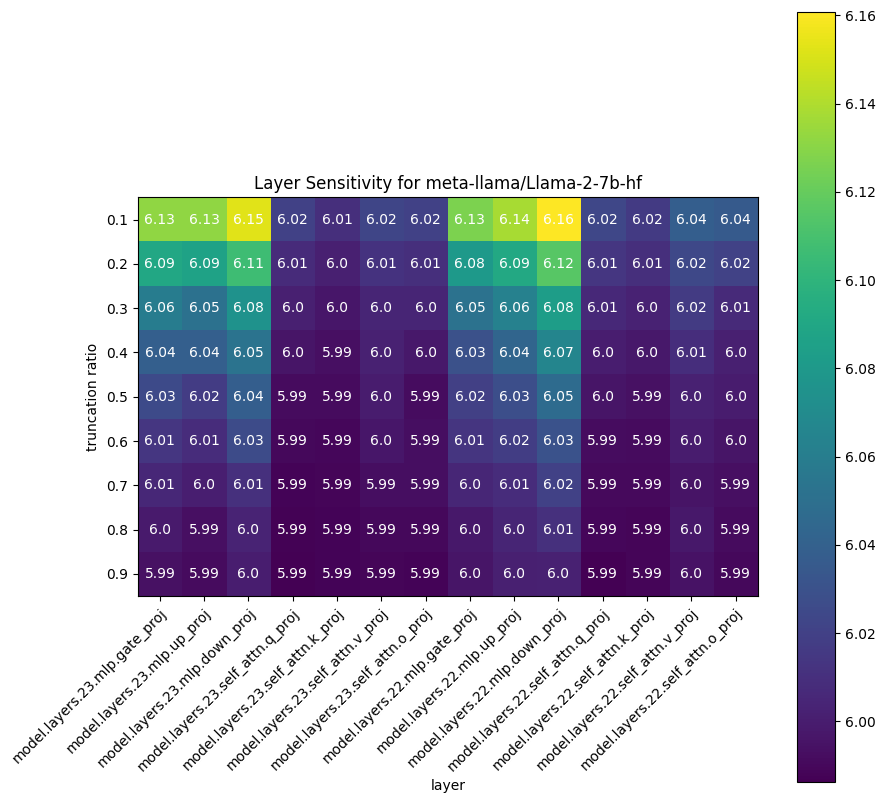 Layer Sensitivity for meta-llama/Llama-2-7b-hf
truncation ratio
0.1 6.13 6.13 6.15 6.02 6.01 6.02 6.02 6.13 6.14 6.16 6.02 6.02 6.04 6.04
0.2 6.09 6.09 6.11 6.01 6.0 6.01 6.01 6.08 6.09 6.12 6.01 6.01 6.02 6.02
0.3 6.06 6.05 6.08 6.0 6.0 6.0 6.0 6.05 6.06 6.08 6.01 6.0 6.02 6.01
0.4 6.04 6.04 6.05 6.0 5.99 6.0 6.0 6.03 6.04 6.07 6.0 6.0 6.01 6.0
0.5 6.03 6.02 6.04 5.99 5.99 6.0 5.99 6.02 6.03 6.05 6.0 5.99 6.0 6.0
0.6 6.01 6.01 6.03 5.99 5.99 6.0 5.99 6.01 6.02 6.03 5.99 5.99 6.0 6.0
0.7 6.01 6.0 6.01 5.99 5.99 5.99 5.99 6.0 6.01 6.02 5.99 5.99 6.0 5.99
0.8 6.0 5.99 6.0 5.99 5.99 5.99 5.99 6.0 6.0 6.01 5.99 5.99 6.0 5.99
0.9 5.99 5.99 6.0 5.99 5.99 5.99 5.99 6.0 6.0 6.0 5.99 5.99 6.0 5.99
model.layers.23.mlp.gate_proj
model.layers.23.mlp.up_proj
model.layers.23.mlp.down_proj
model.layers.23.self_attn.q_proj
model.layers.23.self_attn.k_proj
model.layers.23.self_attn.v_proj
model.layers.23.self_attn.o_proj
model.layers.22.mlp.gate_proj
model.layers.22.mlp.up_proj
model.layers.22.mlp.down_proj
model.layers.22.self_attn.q_proj
model.layers.22.self_attn.k_proj
model.layers.22.self_attn.v_proj
model.layers.22.self_attn.o_proj
layer
6.16
6.14
6.12
6.10
6.08
6.06
6.04
6.02
6.00